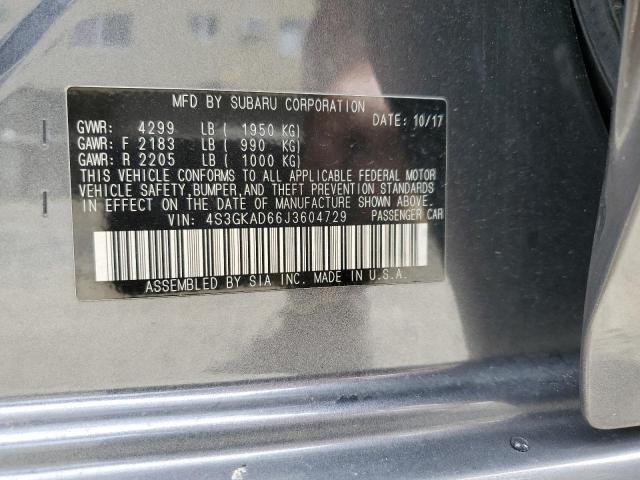 MFD BY SUBARU CORPORATION
DATE: 10/17
GVWR: 4299 LB ( 1950 KG)
GAWR: F 2183 LB ( 990 KG)
GAWR: R 2205 LB ( 1000 KG)
THIS VEHICLE CONFORMS TO ALL APPLICABLE FEDERAL MOTOR
VEHICLE SAFETY,BUMPER,AND THEFT PREVENTION STANDARDS
IN EFFECT ON THE DATE OF MANUFACTURE SHOWN ABOVE.
VIN: 4S3GKAD66J3604729 PASSENGER CAR
ASSEMBLED BY SIA INC. MADE IN U.S.A.